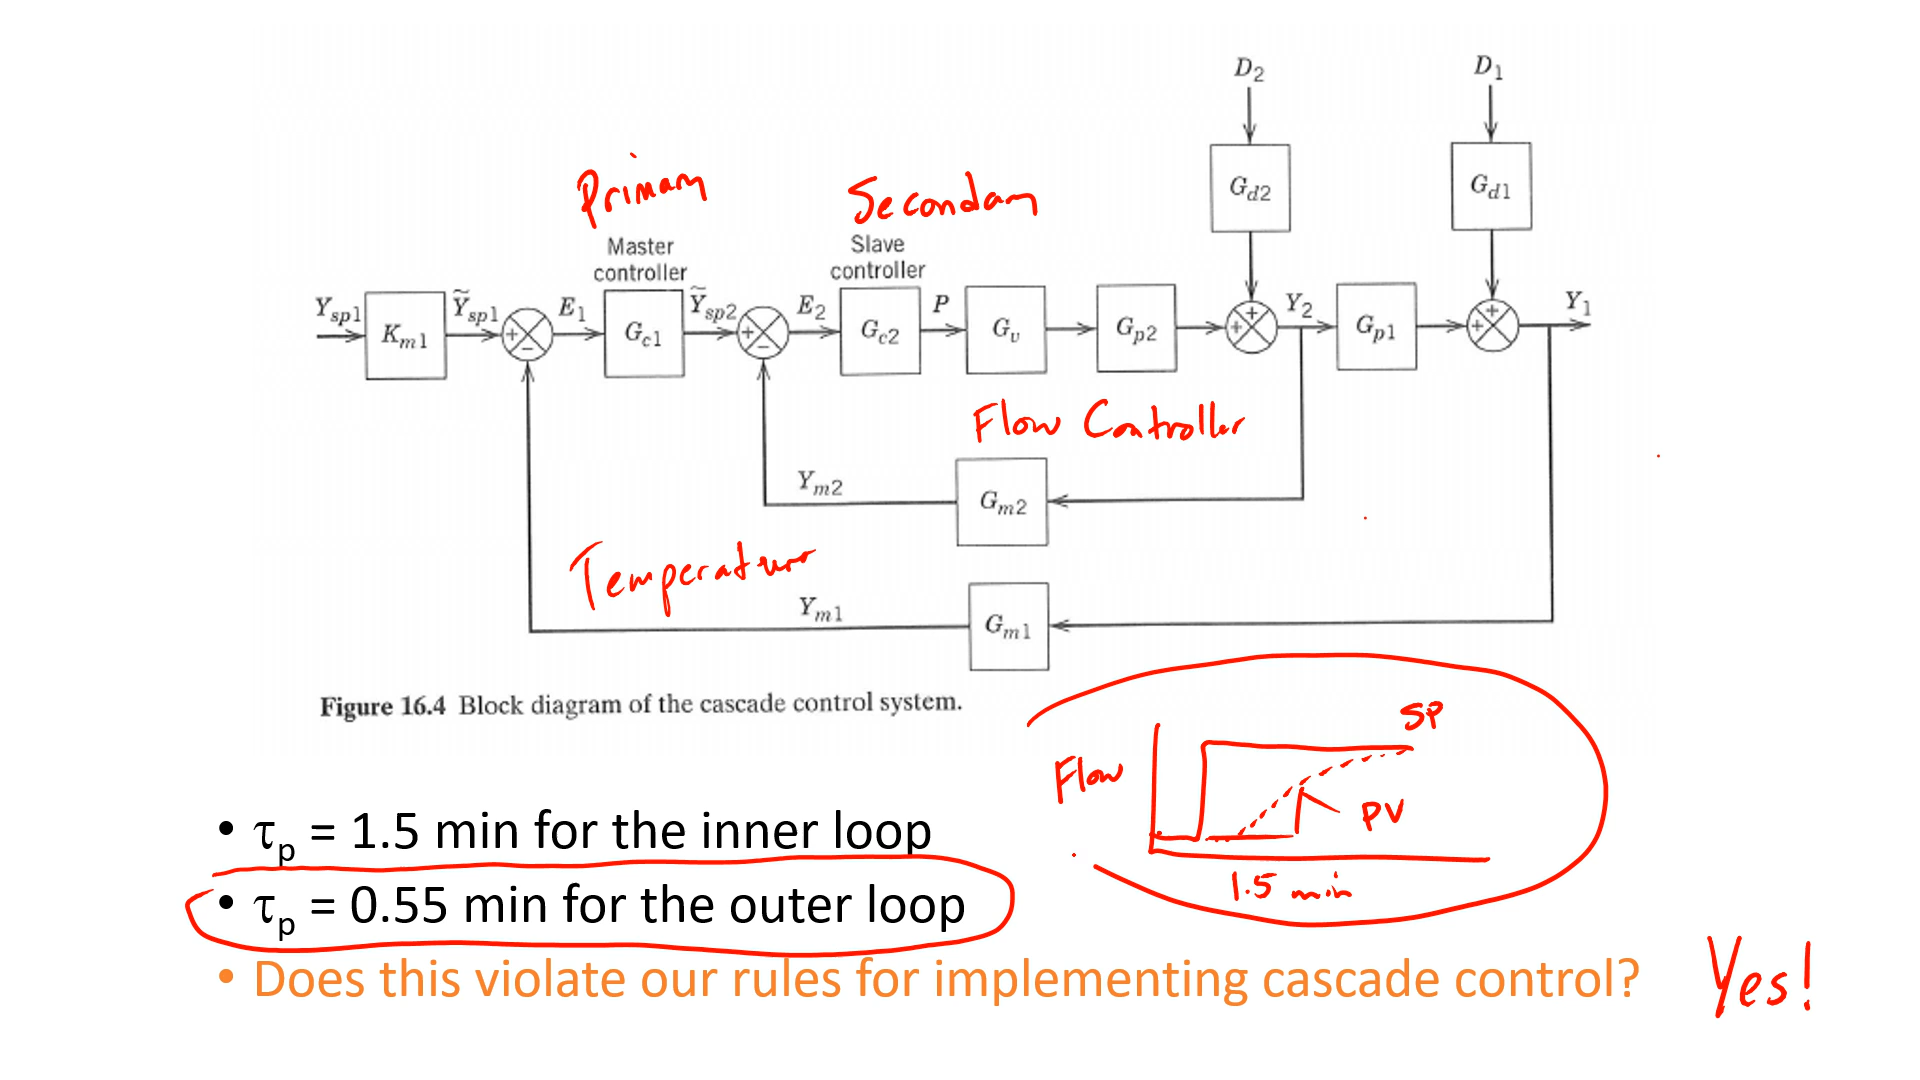 D2
D1
Primary
Secondary
Gd2
Gd1
Master
controller
Slave
controller
Ysp1
Km1
Ỹsp1
E1
Gc1
Ỹsp2
E2
Gc2
P
Gv
Gp2
Y2
Gp1
Y1
+
−
+
−
+
+
+
+
Flow Controller
Ym2
Gm2
Temperature
Ym1
Gm1
Figure 16.4 Block diagram of the cascade control system.
SP
Flow
PV
1.5 min
• τp = 1.5 min for the inner loop
• τp = 0.55 min for the outer loop
• Does this violate our rules for implementing cascade control?
Yes!